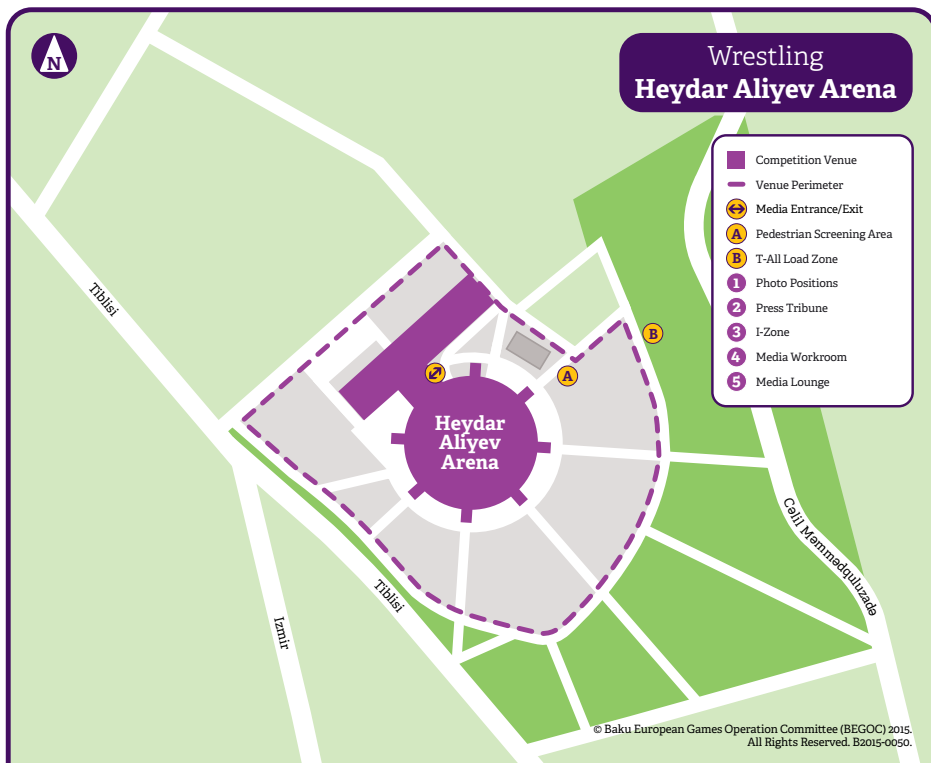 N
Wrestling
Heydar Aliyev Arena
Competition Venue
Venue Perimeter
Media Entrance/Exit
A Pedestrian Screening Area
B T-All Load Zone
1 Photo Positions
2 Press Tribune
3 I-Zone
4 Media Workroom
5 Media Lounge
Tiblisi
B
A
Heydar
Aliyev
Arena
Cəlil Məmmədquluzadə
Tiblisi
Izmir
© Baku European Games Operation Committee (BEGOC) 2015.
All Rights Reserved. B2015-0050.